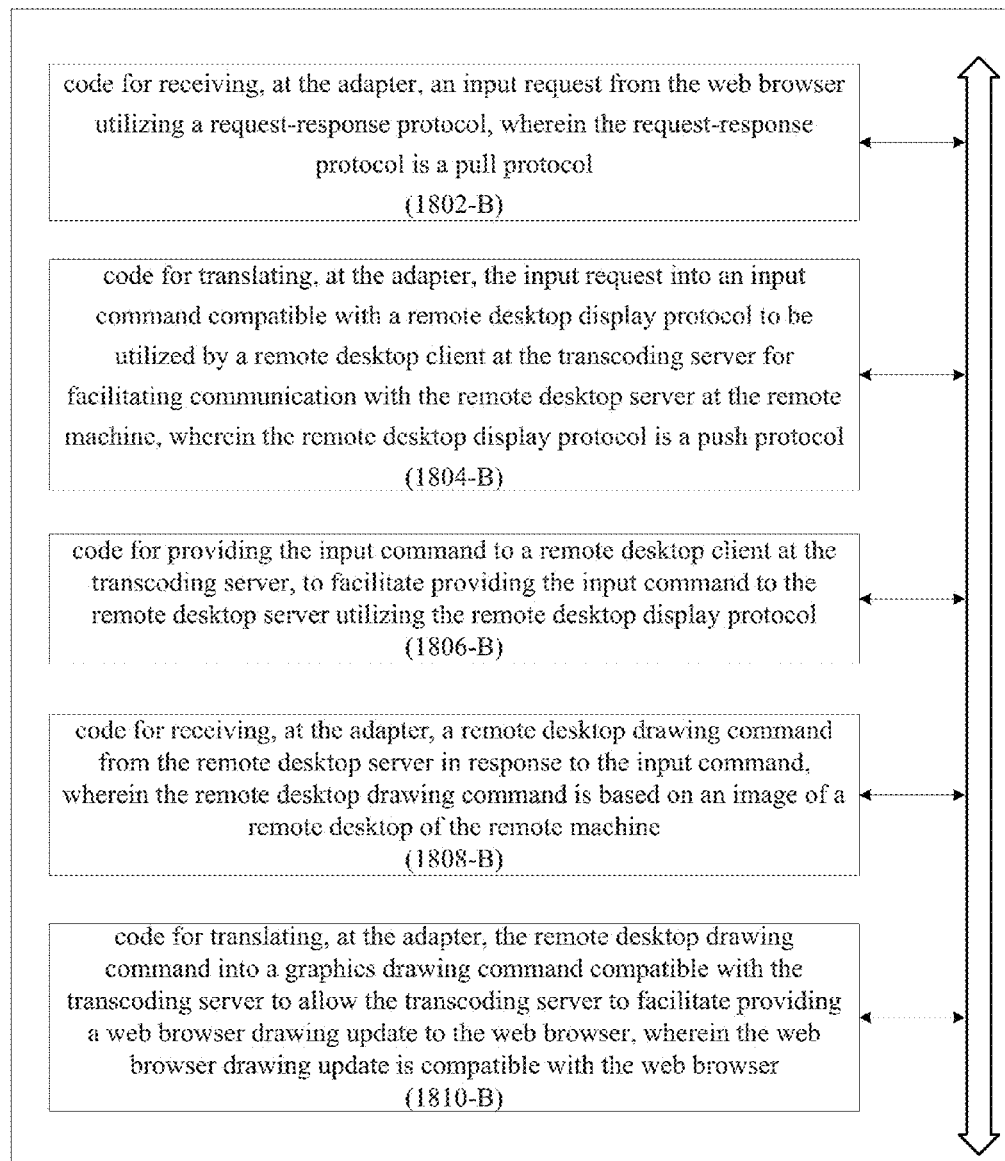 code for receiving, at the adapter, an input request from the web browser
utilizing a request-response protocol, wherein the request-response
protocol is a pull protocol
(1802-B)
code for translating, at the adapter, the input request into an input
command compatible with a remote desktop display protocol to be
utilized by a remote desktop client at the transcoding server for
facilitating communication with the remote desktop server at the remote
machine, wherein the remote desktop display protocol is a push protocol
(1804-B)
code for providing the input command to a remote desktop client at the
transcoding server, to facilitate providing the input command to the
remote desktop server utilizing the remote desktop display protocol
(1806-B)
code for receiving, at the adapter, a remote desktop drawing command
from the remote desktop server in response to the input command,
wherein the remote desktop drawing command is based on an image of a
remote desktop of the remote machine
(1808-B)
code for translating, at the adapter, the remote desktop drawing
command into a graphics drawing command compatible with the
transcoding server to allow the transcoding server to facilitate providing
a web browser drawing update to the web browser, wherein the web
browser drawing update is compatible with the web browser
(1810-B)